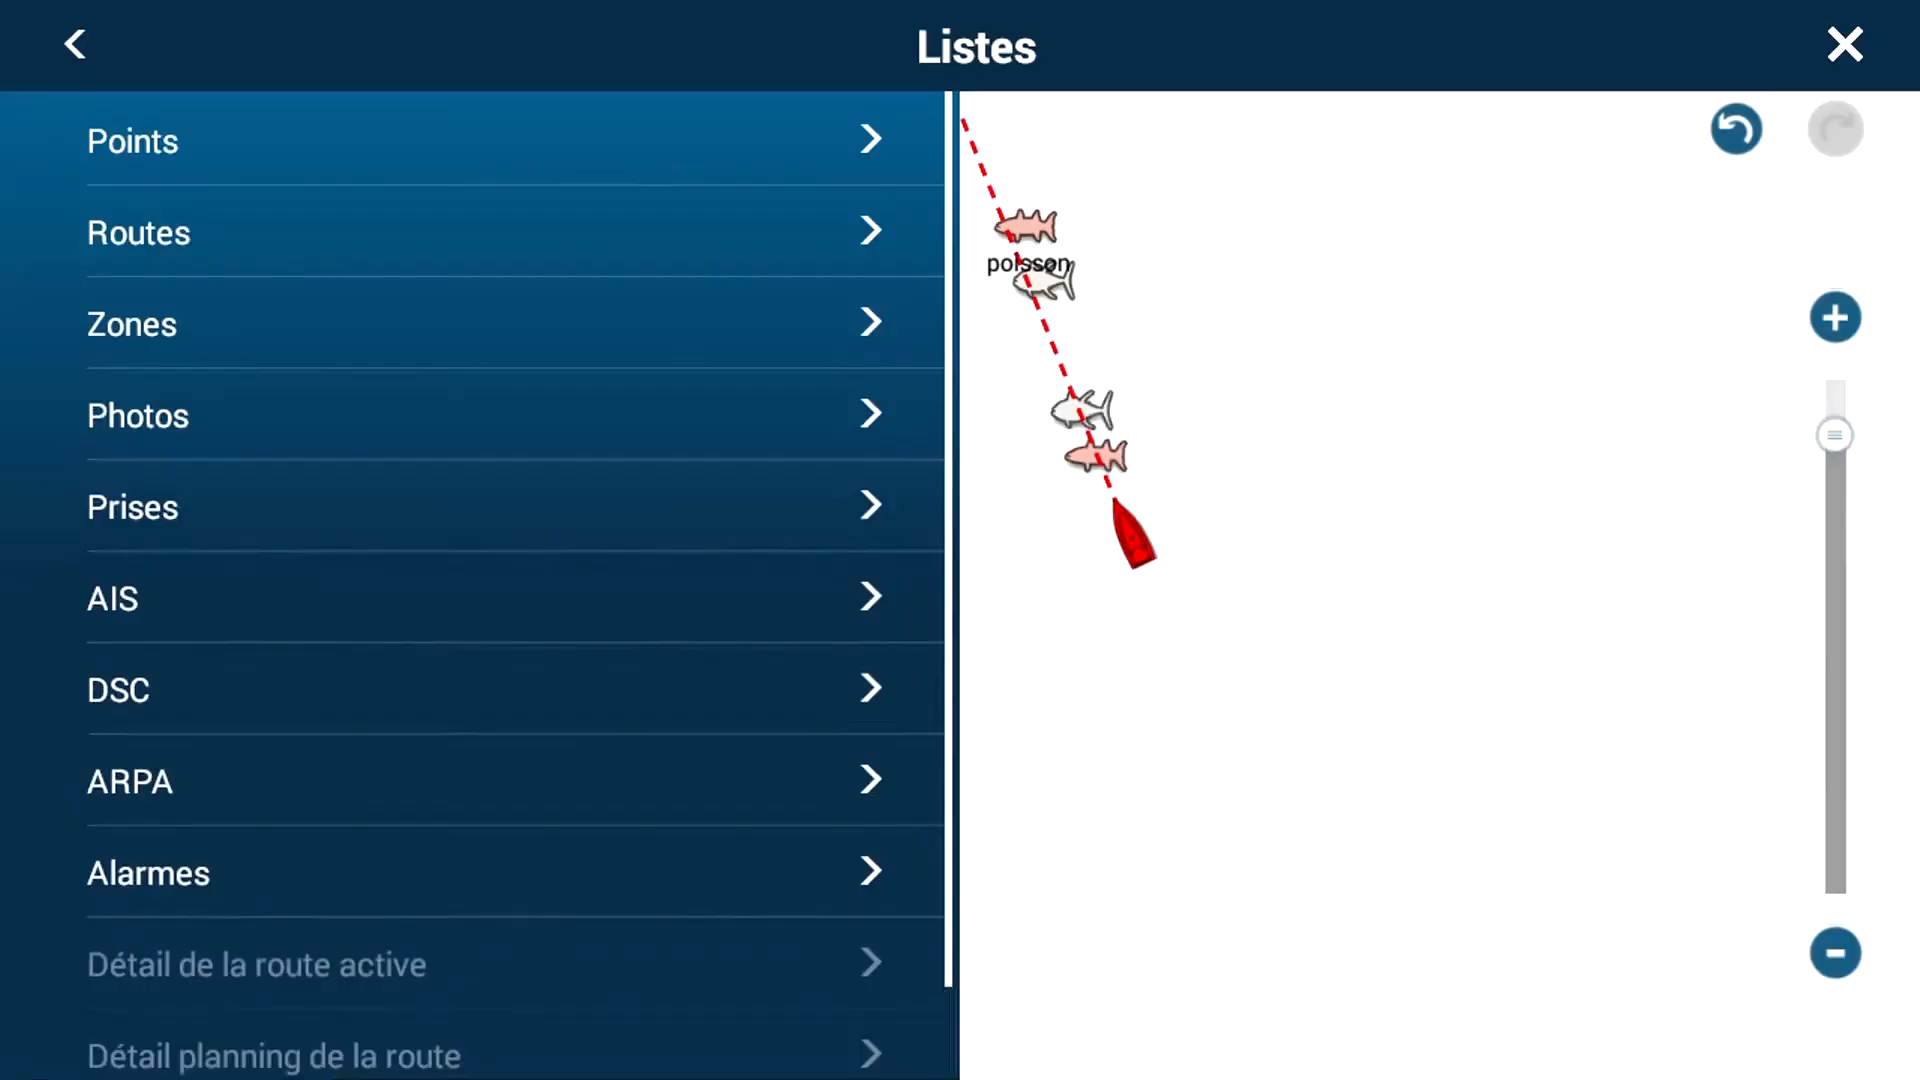 Listes
Points
Routes
Zones
Photos
Prises
AIS
DSC
ARPA
Alarmes
Détail de la route active
Détail planning de la route
poisson